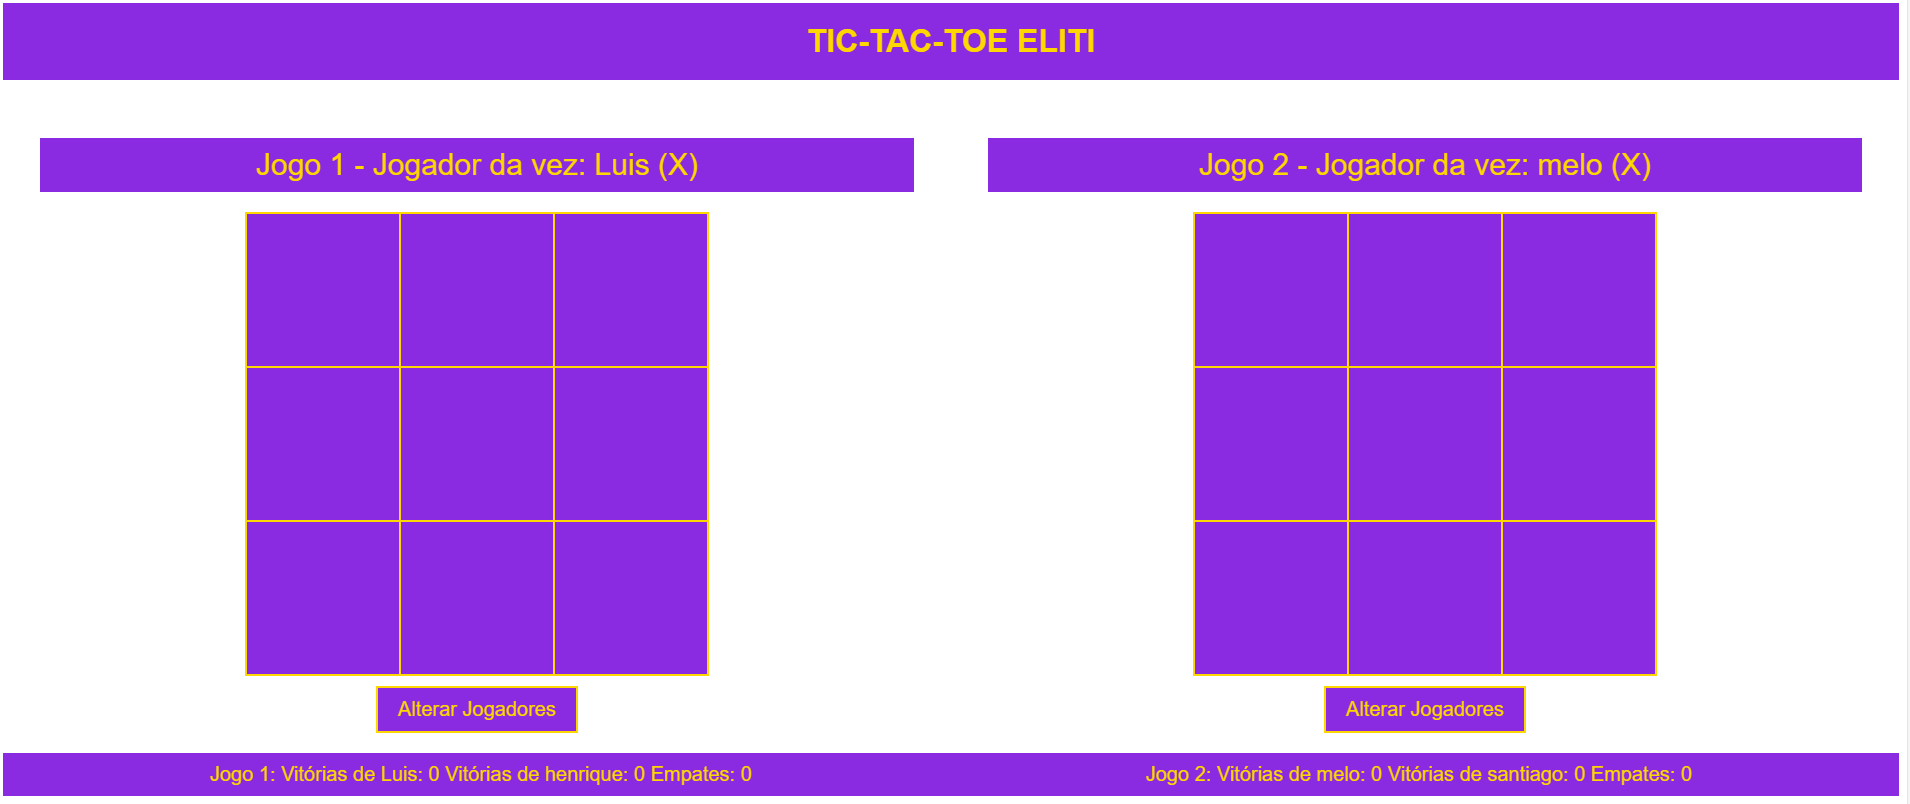 TIC-TAC-TOE ELITI
Jogo 1 - Jogador da vez: Luis (X)
Jogo 2 - Jogador da vez: melo (X)
Alterar Jogadores
Alterar Jogadores
Jogo 1: Vitórias de Luis: 0 Vitórias de henrique: 0 Empates: 0
Jogo 2: Vitórias de melo: 0 Vitórias de santiago: 0 Empates: 0